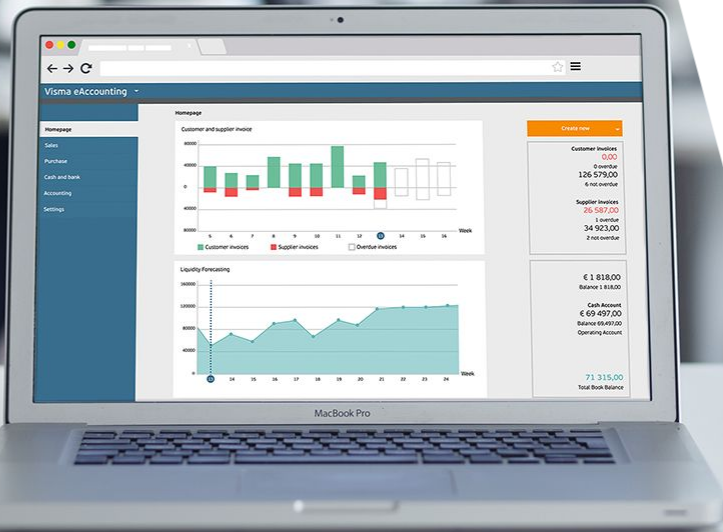 Visma eAccounting
Homepage
Sales
Purchase
Cash and bank
Accounting
Settings
Homepage
Customer and supplier invoice
80000
40000
0
40000
80000
5 6 7 8 9 10 11 12 13 14 15 16
Week
Customer invoices
Supplier invoices
Overdue invoices
Liquidity Forecasting
160000
120000
80000
40000
0
13 14 15 16 17 18 19 20 21 22 23 24
Week
Create new
Customer invoices
0,00
0 overdue
126 579,00
6 not overdue
Supplier invoices
26 587,00
1 overdue
34 923,00
2 not overdue
€ 1 818,00
Balance 1 818,00
Cash Account
€ 69 497,00
Balance 69,497,00
Operating Account
71 315,00
Total Book Balance
MacBook Pro